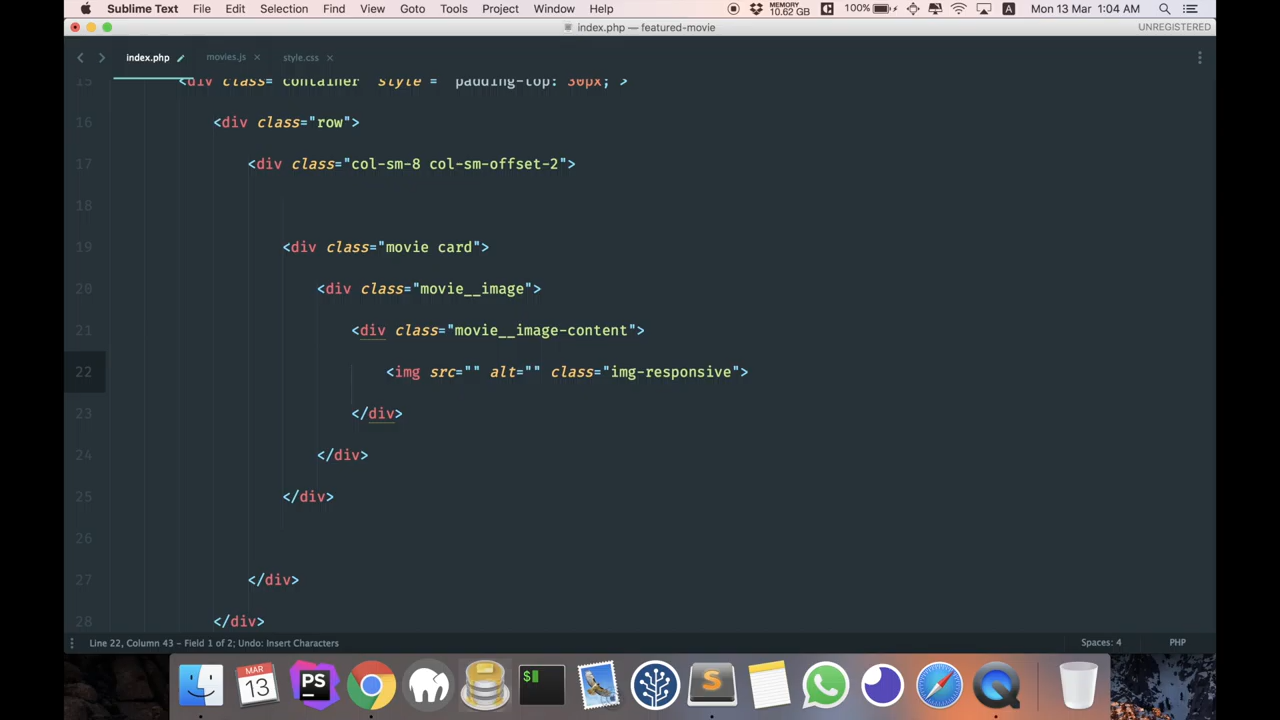 Sublime Text File Edit Selection Find View Goto Tools Project Window Help MEMORY 10.62 GB 100% A Mon 13 Mar 1:04 AM
index.php — featured-movie UNREGISTERED
index.php movies.js style.css
15 <div class="container" style = "padding-top: 30px;">
16 <div class="row">
17 <div class="col-sm-8 col-sm-offset-2">
18
19 <div class="movie card">
20 <div class="movie__image">
21 <div class="movie__image-content">
22 <img src="" alt="" class="img-responsive">
23 </div>
24 </div>
25 </div>
26
27 </div>
28 </div>
Line 22, Column 43 – Field 1 of 2; Undo: Insert Characters Spaces: 4 PHP
MAR
13 PS $ S